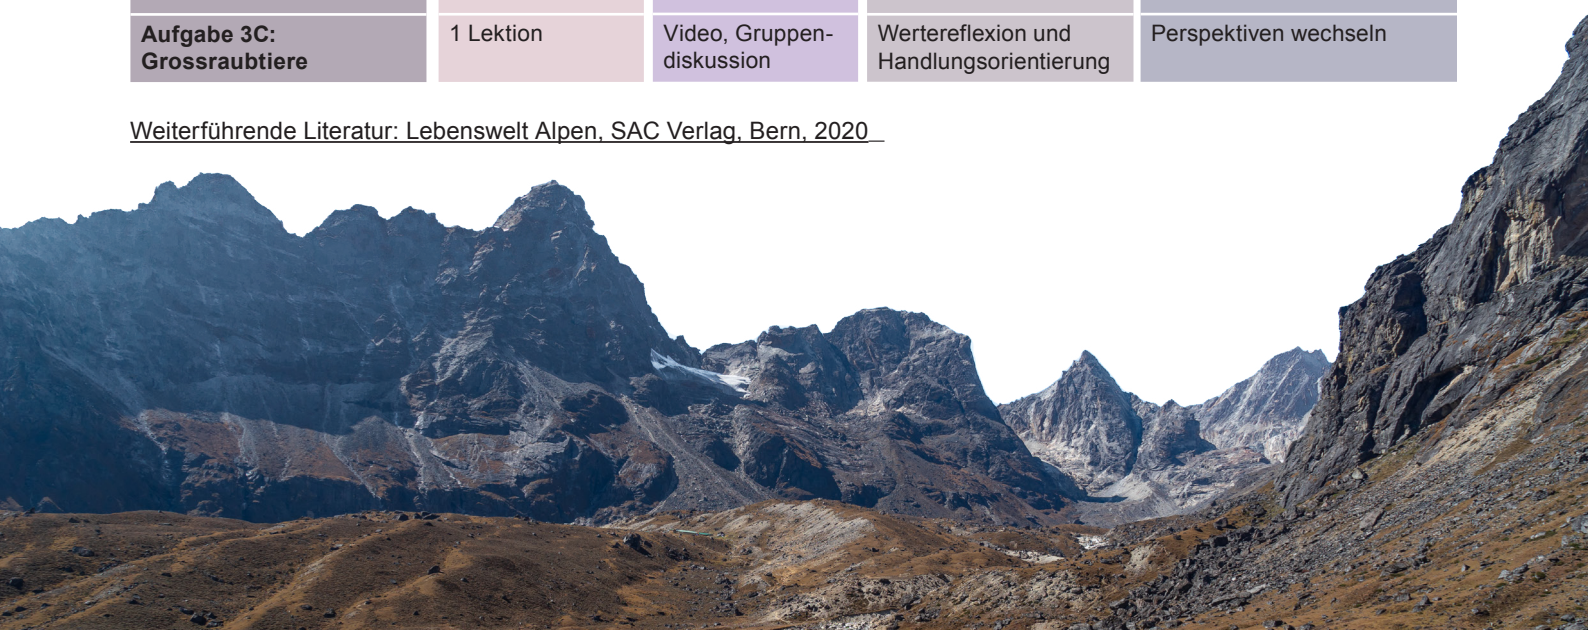 Aufgabe 3C:
Grossraubtiere
1 Lektion
Video, Gruppen-
diskussion
Wertereflexion und
Handlungsorientierung
Perspektiven wechseln
Weiterführende Literatur: Lebenswelt Alpen, SAC Verlag, Bern, 2020